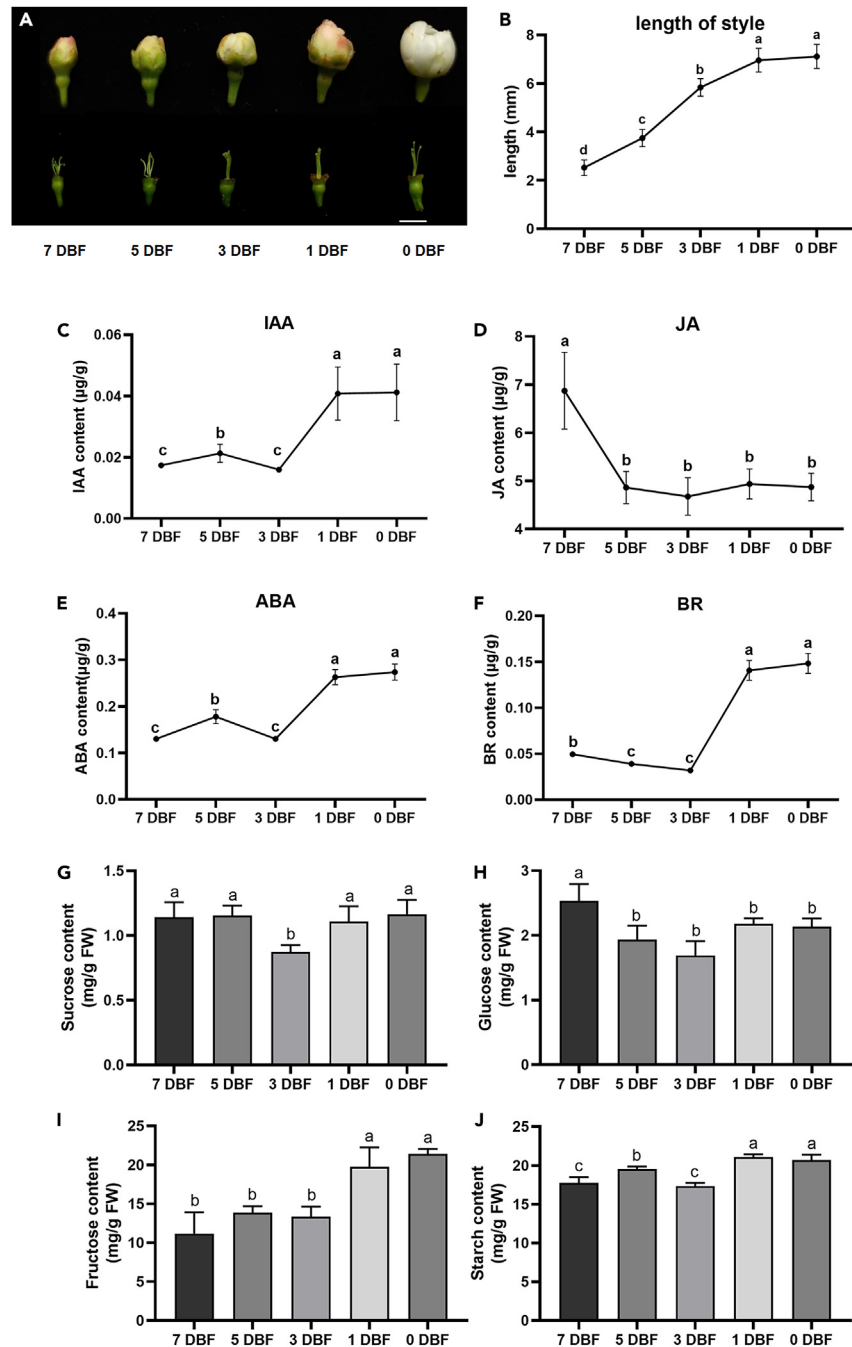 A
7 DBF 5 DBF 3 DBF 1 DBF 0 DBF
B
length of style
length (mm)
8
6
4
2
0
d c b a a
7 DBF 5 DBF 3 DBF 1 DBF 0 DBF
C
IAA
IAA content (µg/g)
0.06
0.04
0.02
0.00
c b c a a
7 DBF 5 DBF 3 DBF 1 DBF 0 DBF
D
JA
JA content (µg/g)
8
7
6
5
4
a b b b b
7 DBF 5 DBF 3 DBF 1 DBF 0 DBF
E
ABA
ABA content(µg/g)
0.4
0.3
0.2
0.1
0.0
c b c a a
7 DBF 5 DBF 3 DBF 1 DBF 0 DBF
F
BR
BR content (µg/g)
0.20
0.15
0.10
0.05
0.00
b c c a a
7 DBF 5 DBF 3 DBF 1 DBF 0 DBF
G
Sucrose content
(mg/g FW)
1.5
1.0
0.5
0.0
a a b a a
7 DBF 5 DBF 3 DBF 1 DBF 0 DBF
H
Glucose content
(mg/g FW)
3
2
1
0
a b b b b
7 DBF 5 DBF 3 DBF 1 DBF 0 DBF
I
Fructose content
(mg/g FW)
25
20
15
10
5
0
b b b a a
7 DBF 5 DBF 3 DBF 1 DBF 0 DBF
J
Starch content
(mg/g FW)
25
20
15
10
5
0
c b c a a
7 DBF 5 DBF 3 DBF 1 DBF 0 DBF